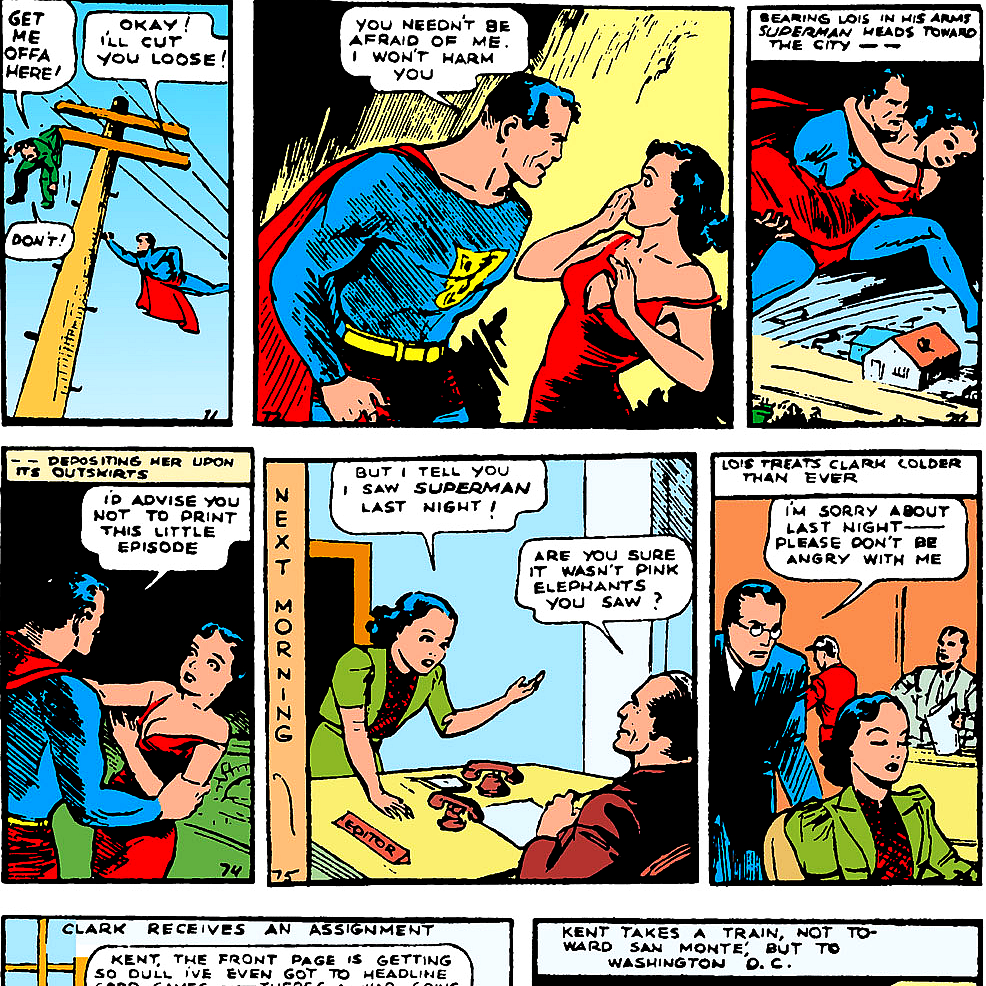 GET
ME
OFFA
HERE!
OKAY!
I'LL CUT
YOU LOOSE!
DON'T!
YOU NEEDN'T BE
AFRAID OF ME.
I WON'T HARM
YOU
BEARING LOIS IN HIS ARMS
SUPERMAN HEADS TOWARD
THE CITY — —
— — DEPOSITING HER UPON
ITS OUTSKIRTS
I'D ADVISE YOU
NOT TO PRINT
THIS LITTLE
EPISODE
74
NEXT MORNING
BUT I TELL YOU
I SAW SUPERMAN
LAST NIGHT!
ARE YOU SURE
IT WASN'T PINK
ELEPHANTS
YOU SAW?
EDITOR
75
LOIS TREATS CLARK COLDER
THAN EVER
I'M SORRY ABOUT
LAST NIGHT——
PLEASE DON'T BE
ANGRY WITH ME
CLARK RECEIVES AN ASSIGNMENT
KENT, THE FRONT PAGE IS GETTING
SO DULL I'VE EVEN GOT TO HEADLINE
KENT TAKES A TRAIN, NOT TO-
WARD SAN MONTE, BUT TO
WASHINGTON D.C.